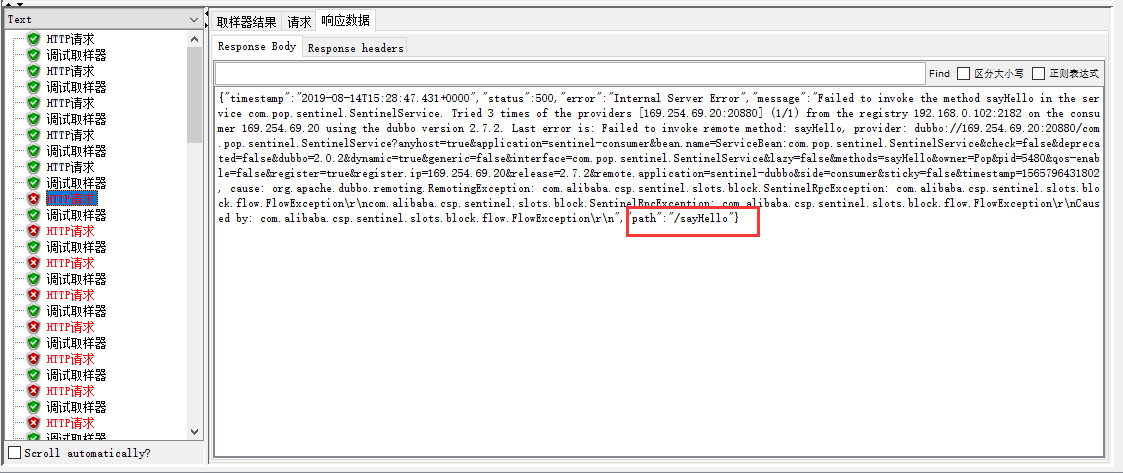 Text
HTTP请求
调试取样器
HTTP请求
调试取样器
HTTP请求
调试取样器
HTTP请求
调试取样器
HTTP请求
调试取样器
HTTP请求
调试取样器
HTTP请求
调试取样器
HTTP请求
调试取样器
HTTP请求
调试取样器
HTTP请求
调试取样器
HTTP请求
调试取样器
HTTP请求
调试取样器
HTTP请求
调试取样器
Scroll automatically?
取样器结果 请求 响应数据
Response Body Response headers
Find 区分大小写 正则表达式
{"timestamp":"2019-08-14T15:28:47.431+0000","status":500,"error":"Internal Server Error","message":"Failed to invoke the method sayHello in the ser
vice com.pop.sentinel.SentinelService. Tried 3 times of the providers [169.254.69.20:20880] (1/1) from the registry 192.168.0.102:2182 on the consu
mer 169.254.69.20 using the dubbo version 2.7.2. Last error is: Failed to invoke remote method: sayHello, provider: dubbo://169.254.69.20:20880/com
.pop.sentinel.SentinelService?anyhost=true&application=sentinel-consumer&bean.name=ServiceBean:com.pop.sentinel.SentinelService&check=false&depreca
ted=false&dubbo=2.0.2&dynamic=true&generic=false&interface=com.pop.sentinel.SentinelService&lazy=false&methods=sayHello&owner=Pop&pid=5480&qos-en
able=false&register=true&register.ip=169.254.69.20&release=2.7.2&remote.application=sentinel-dubbo&side=consumer&sticky=false&timestamp=1565796431802
, cause: org.apache.dubbo.remoting.RemotingException: com.alibaba.csp.sentinel.slots.block.SentinelRpcException: com.alibaba.csp.sentinel.slots.blo
ck.flow.FlowException\r\ncom.alibaba.csp.sentinel.slots.block.SentinelRpcException: com.alibaba.csp.sentinel.slots.block.flow.FlowException\r\nCaus
ed by: com.alibaba.csp.sentinel.slots.block.flow.FlowException\r\n","path":"/sayHello"}